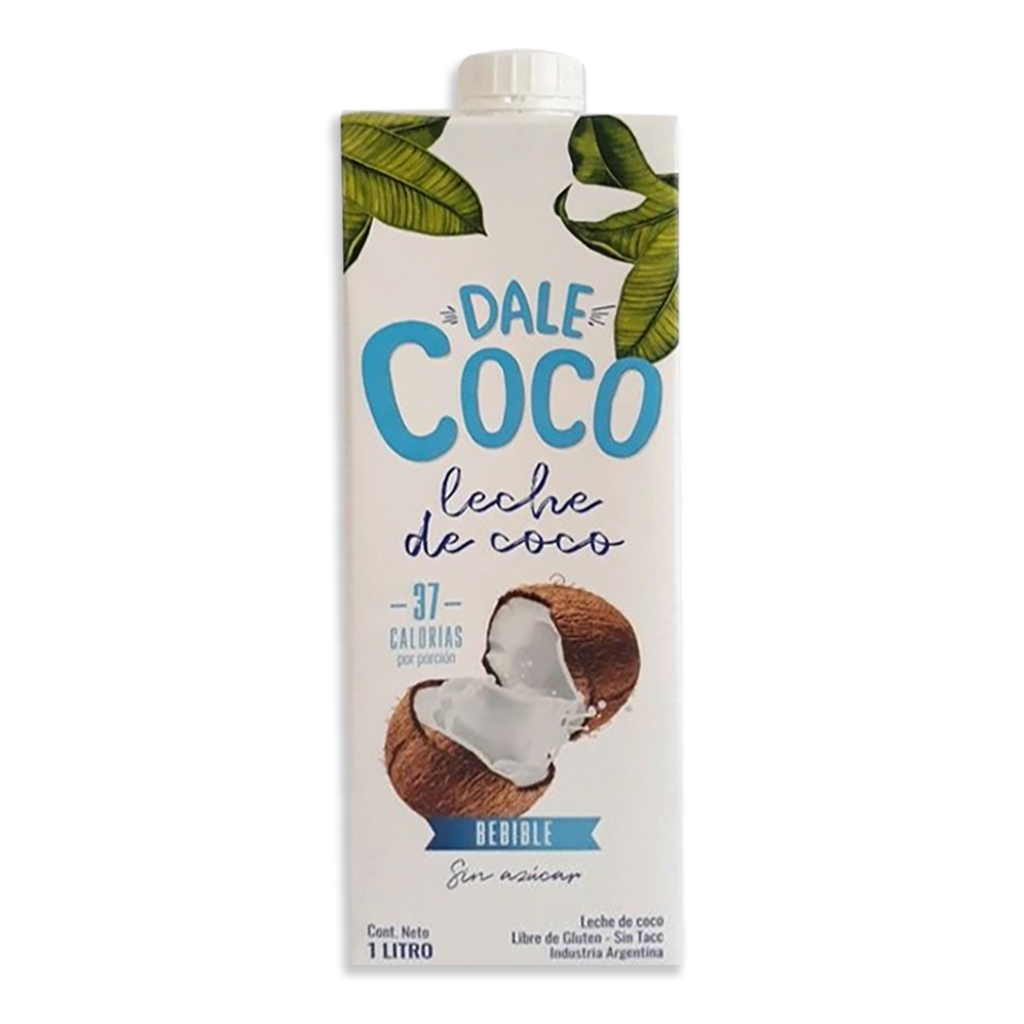 DALE
COCO
leche
de coco
37
CALORÍAS
por porción
BEBIBLE
Sin azúcar
Cont. Neto
1 LITRO
Leche de coco
Libre de Gluten - Sin Tacc
Industria Argentina